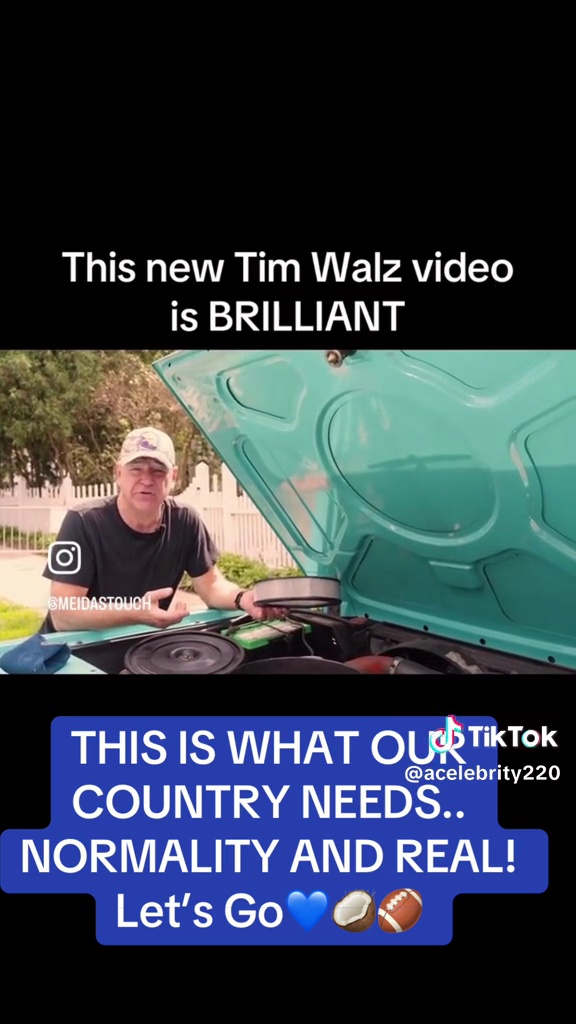 This new Tim Walz video
is BRILLIANT
@MEIDASTOUCH
THIS IS WHAT OUR
TikTok
@acelebrity220
COUNTRY NEEDS..
NORMALITY AND REAL!
Let’s Go💙🥥🏈